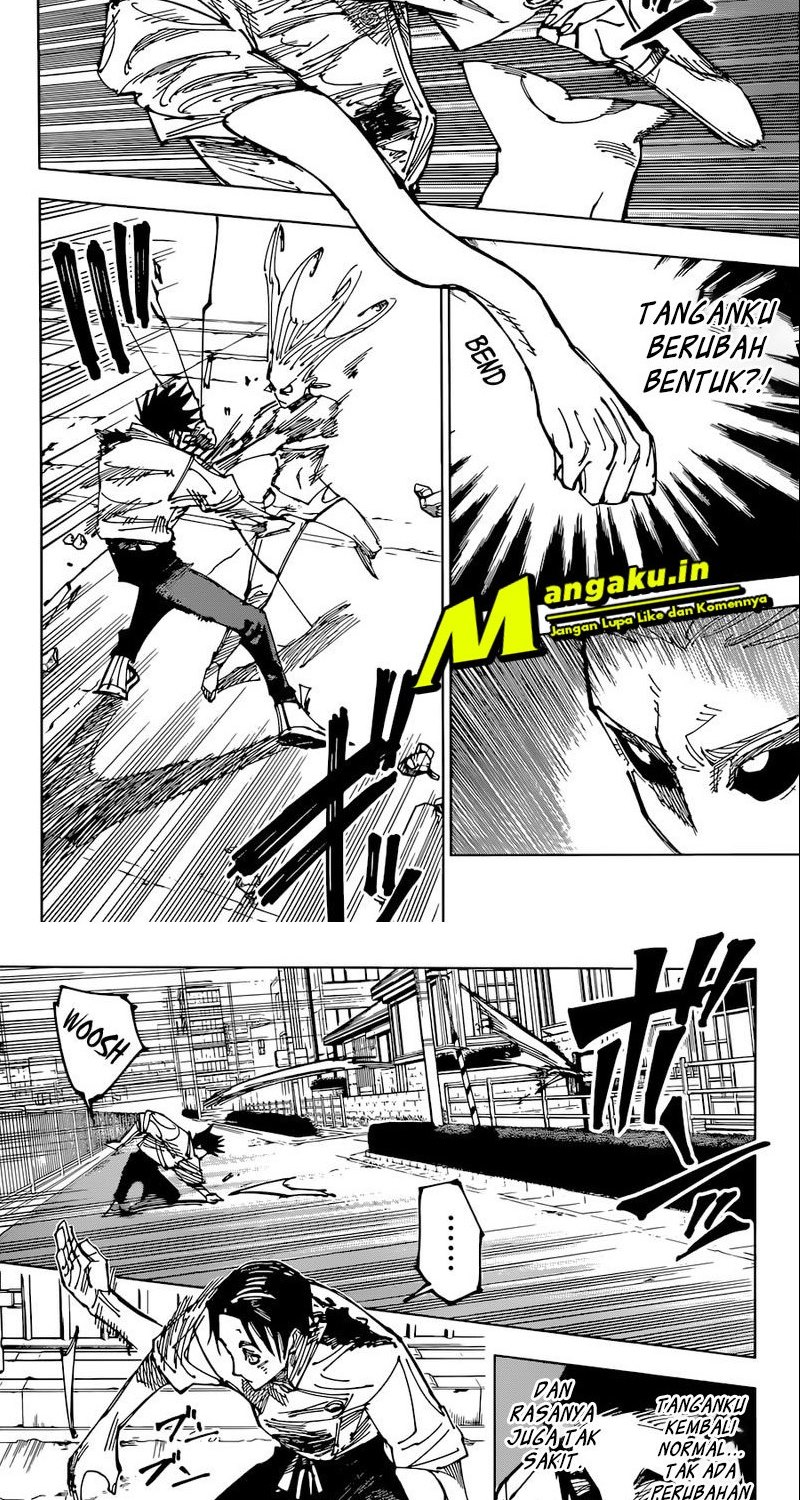 TANGANKU
BERUBAH
BENTUK?!
BEND
Mangaku.in
Jangan Lupa Like dan Komennya
WOOSH
......
TANGANKU
KEMBALI
NORMAL...
TAK ADA
PERUBAHAN
DAN
RASANYA
JUGA TAK
SAKIT.